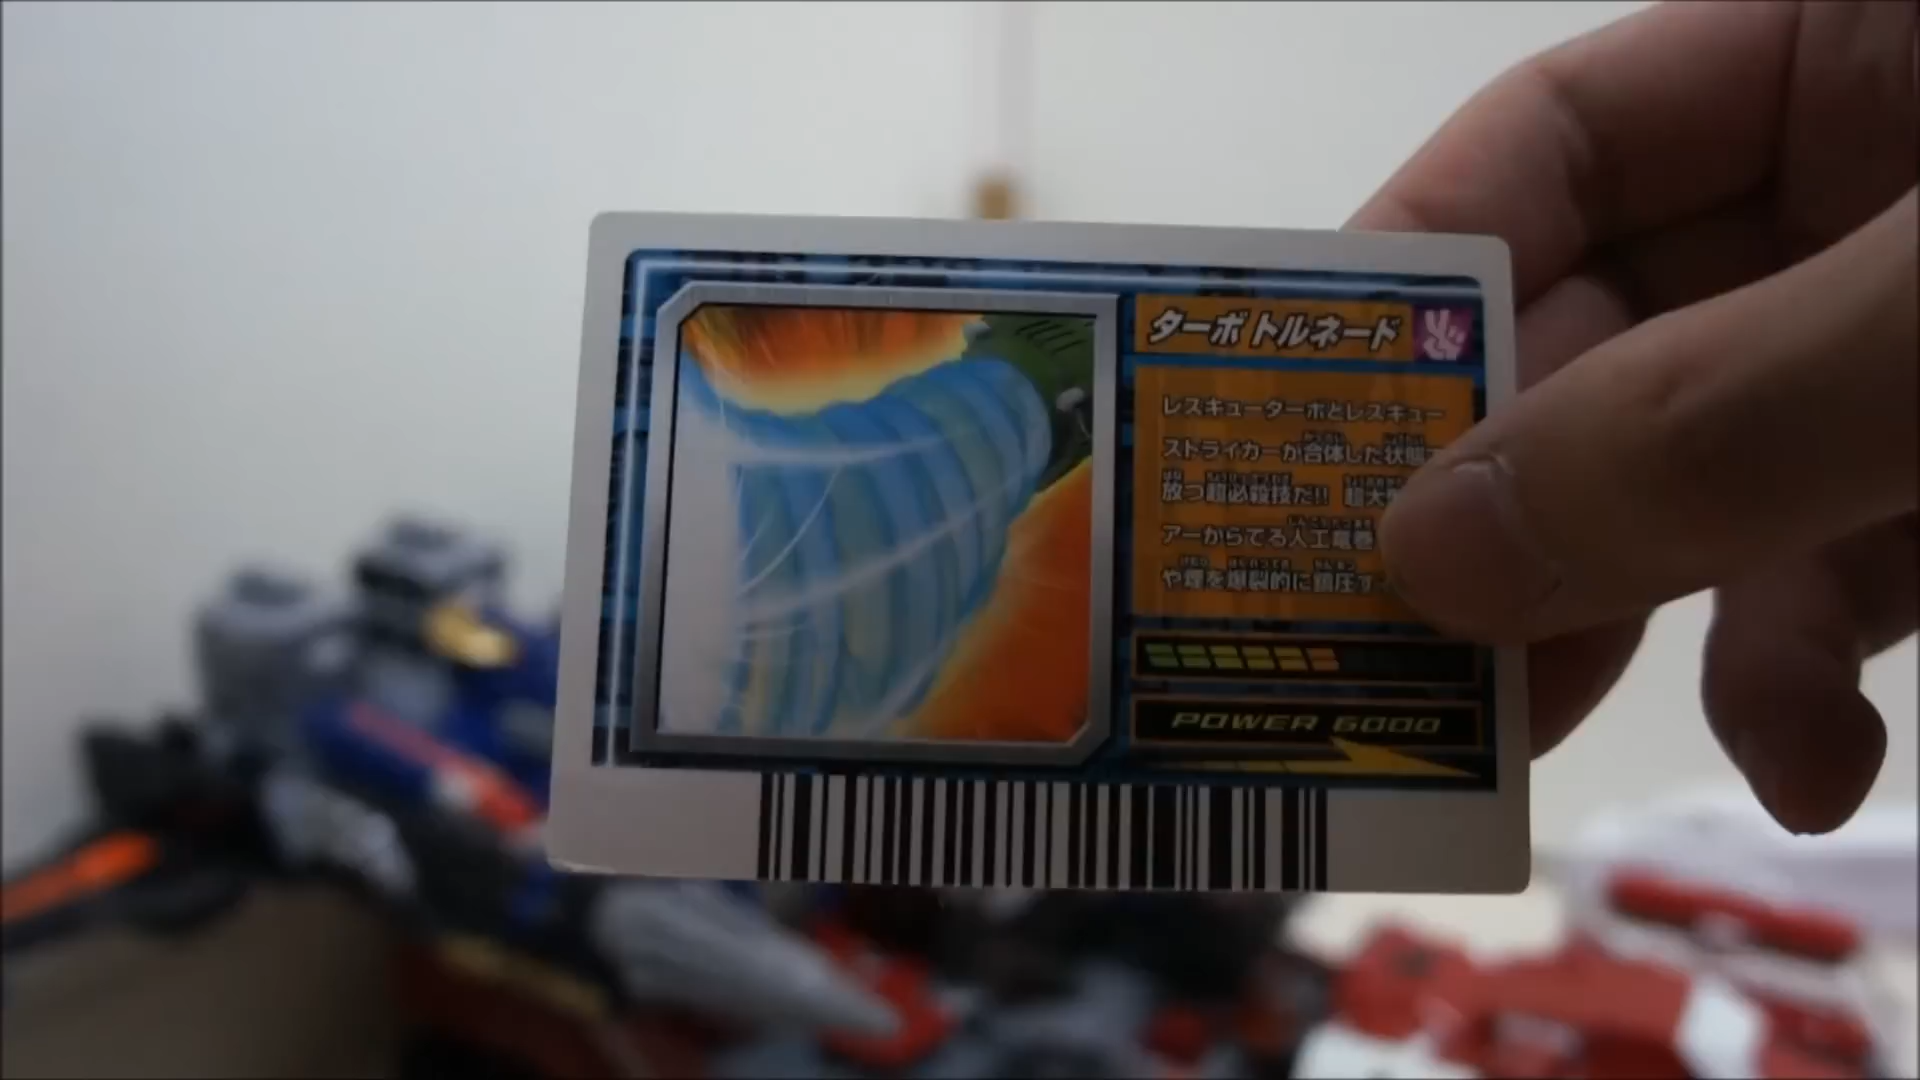 ターボ トルネード
レスキューターボとレスキュー
ストライカーが合体した状態
放つ超必殺技だ!! 超大
アーからでる人工竜巻
や煙を爆裂的に鎮圧す
POWER 6000